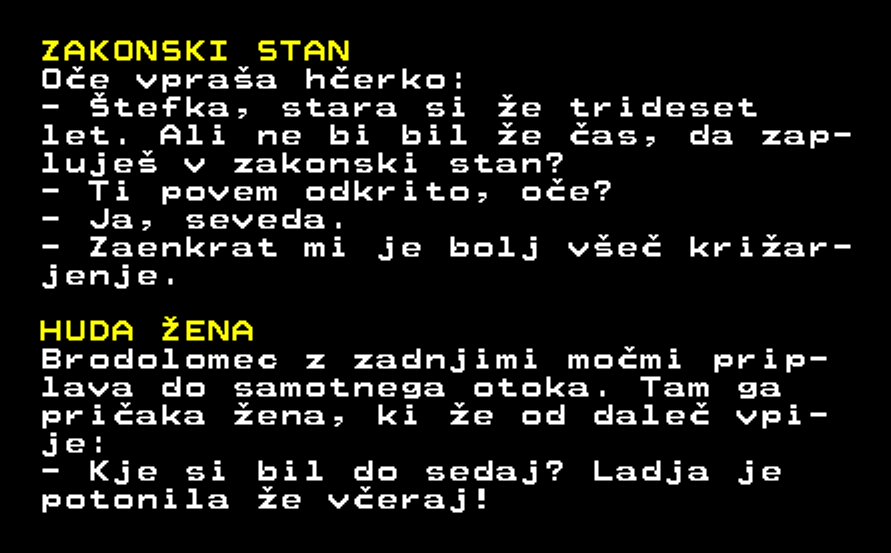 ZAKONSKI STAN
Oče vpraša hčerko:
- Štefka, stara si že trideset
let. Ali ne bi bil že čas, da zap-
luješ v zakonski stan?
- Ti povem odkrito, oče?
- Ja, seveda.
- Zaenkrat mi je bolj všeč križar-
jenje.
HUDA ŽENA
Brodolomec z zadnjimi močmi prip-
lava do samotnega otoka. Tam ga
pričaka žena, ki že od daleč vpi-
je:
- Kje si bil do sedaj? Ladja je
potonila že včeraj!